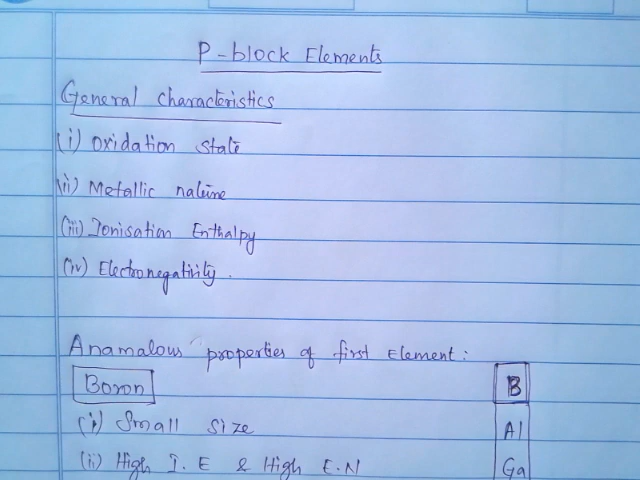 P-block Elements
General characteristics
(i) Oxidation state
(ii) Metallic nature
(iii) Ionisation Enthalpy
(iv) Electronegativity.
Anamalous properties of first Element:
Boron
B
(i) Small size
Al
(ii) High I.E & High E.N
Ga